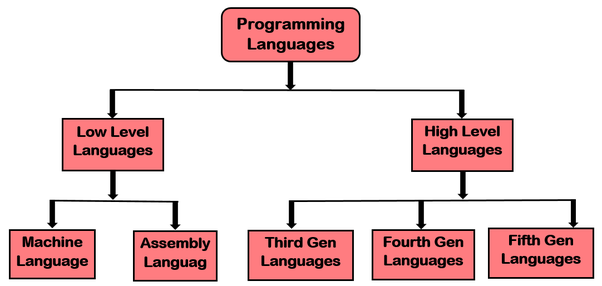 Programming
Languages
Low Level
Languages
High Level
Languages
Machine
Language
Assembly
Languag
Third Gen
Languages
Fourth Gen
Languages
Fifth Gen
Languages